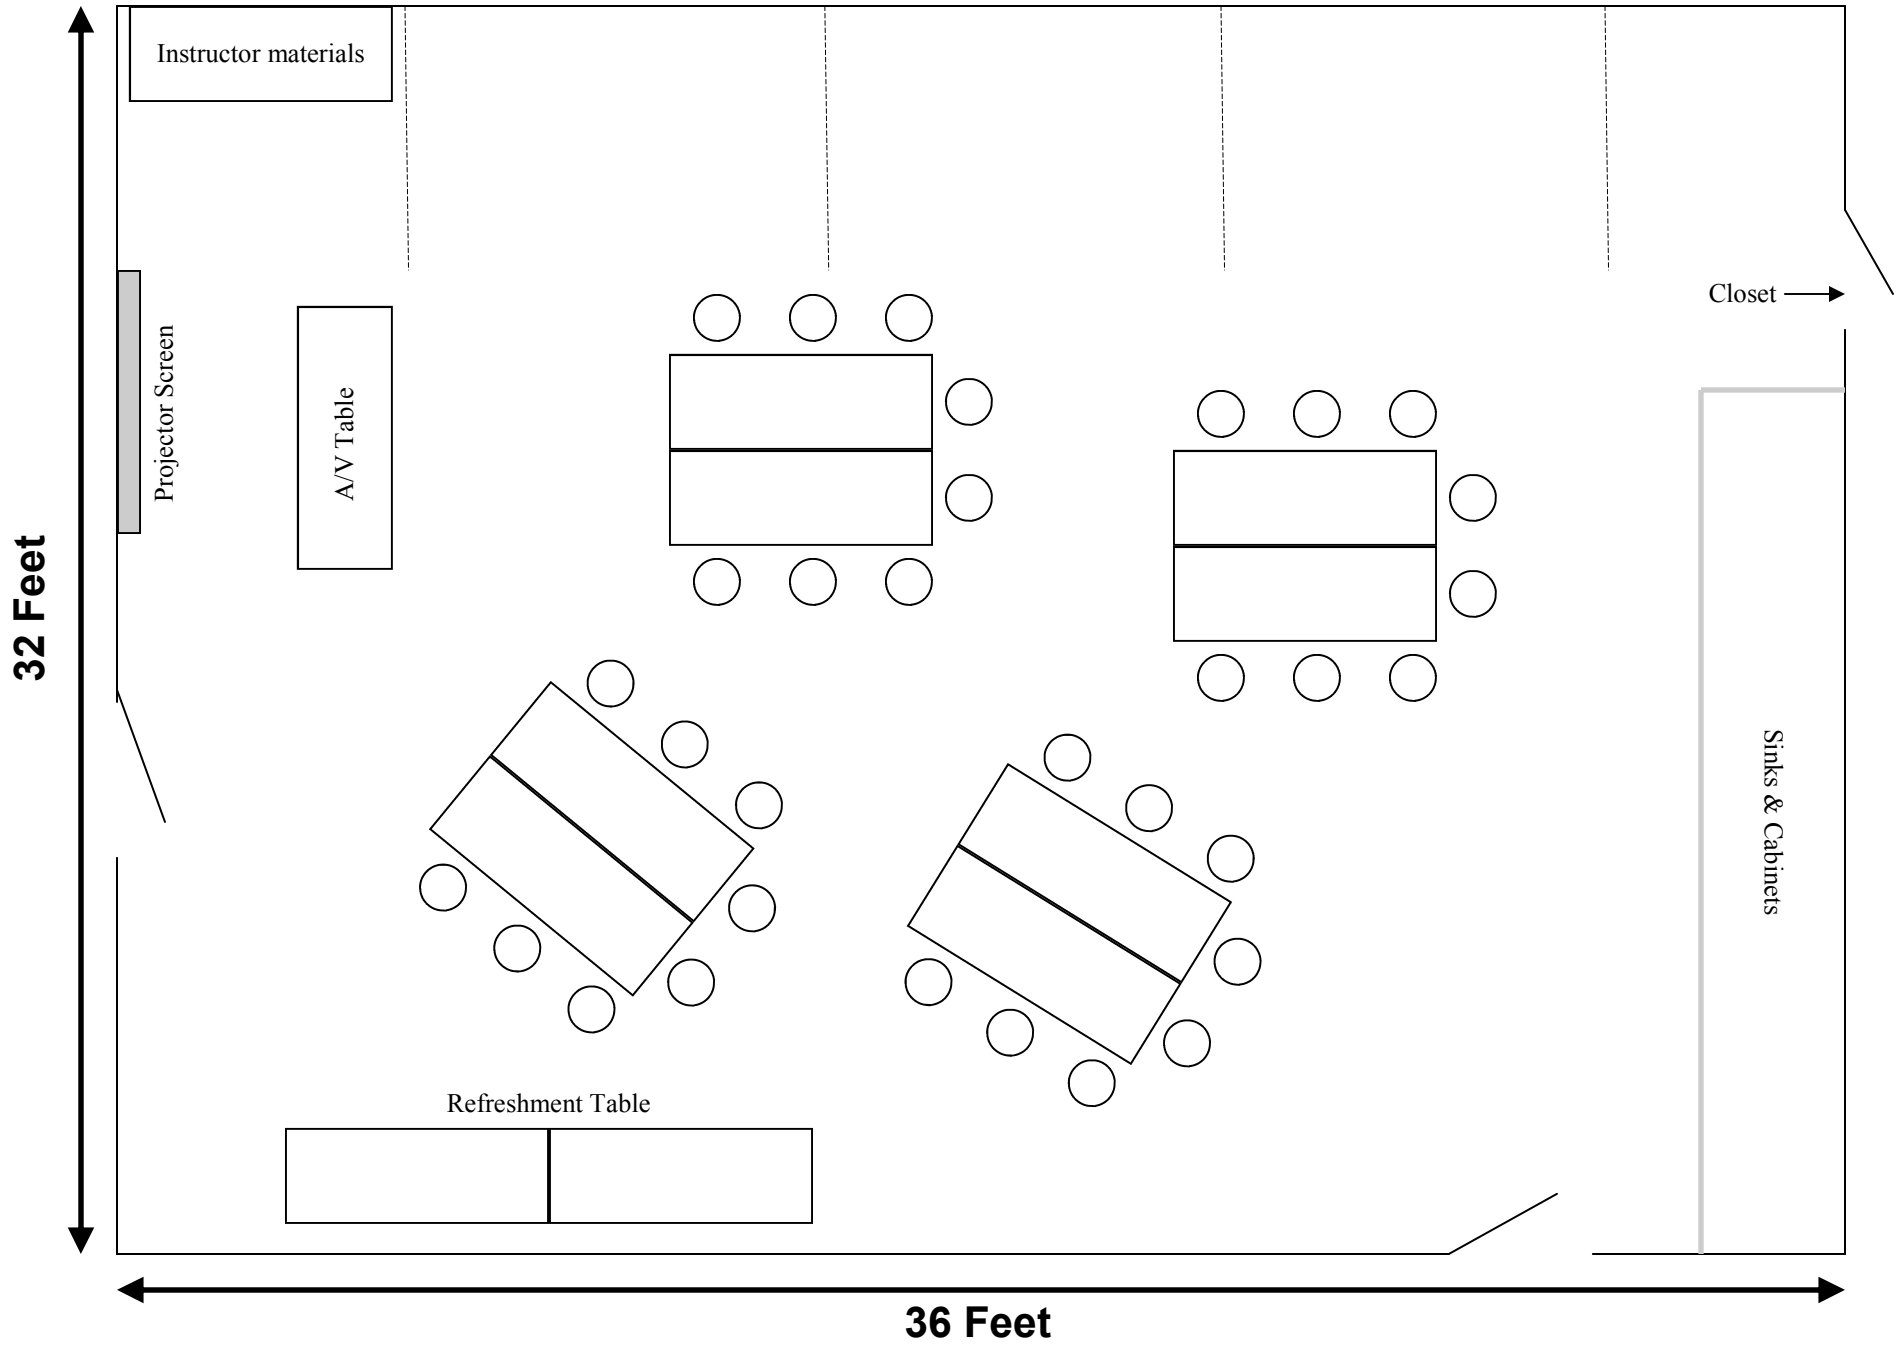 Instructor materials
Closet
Projector Screen
A/V Table
32 Feet
Sinks & Cabinets
Refreshment Table
36 Feet